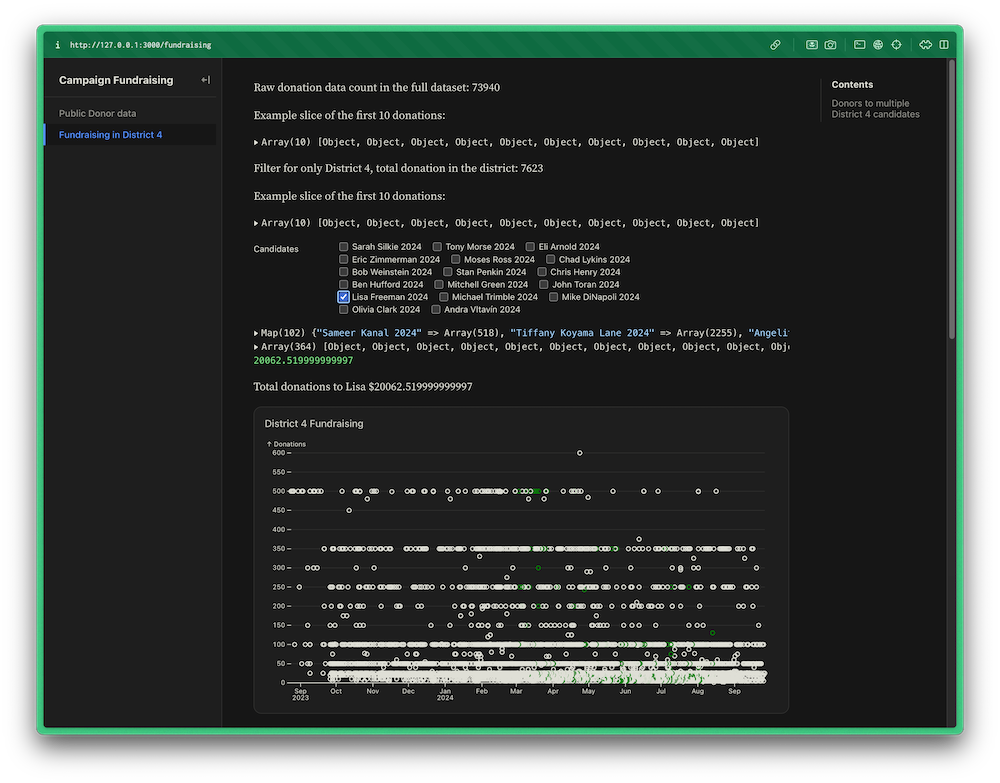 http://127.0.0.1:3000/fundraising
Campaign Fundraising
Public Donor data
Fundraising in District 4
Raw donation data count in the full dataset: 73940
Example slice of the first 10 donations:
Array(10) [Object, Object, Object, Object, Object, Object, Object, Object, Object, Object]
Filter for only District 4, total donation in the district: 7623
Example slice of the first 10 donations:
Array(10) [Object, Object, Object, Object, Object, Object, Object, Object, Object, Object]
Candidates
Sarah Silkie 2024 Tony Morse 2024 Eli Arnold 2024
Eric Zimmerman 2024 Moses Ross 2024 Chad Lykins 2024
Bob Weinstein 2024 Stan Penkin 2024 Chris Henry 2024
Ben Hufford 2024 Mitchell Green 2024 John Toran 2024
Lisa Freeman 2024 Michael Trimble 2024 Mike DiNapoli 2024
Olivia Clark 2024 Andra Vltavín 2024
Map(102) {"Sameer Kanal 2024" => Array(518), "Tiffany Koyama Lane 2024" => Array(2255), "Angelit
Array(364) [Object, Object, Object, Object, Object, Object, Object, Object, Object, Object, Obj
20062.519999999997
Total donations to Lisa $20062.519999999997
District 4 Fundraising
↑ Donations
600
550
500
450
400
350
300
250
200
150
100
50
0
Sep Oct Nov Dec Jan Feb Mar Apr May Jun Jul Aug Sep
2023 2024
Contents
Donors to multiple
District 4 candidates